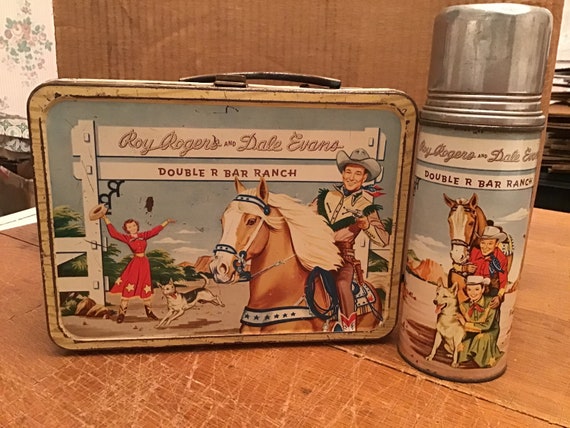 Roy Rogers AND Dale Evans
DOUBLE R BAR RANCH
Roy Rogers AND Dale Evans
DOUBLE R BAR RANCH